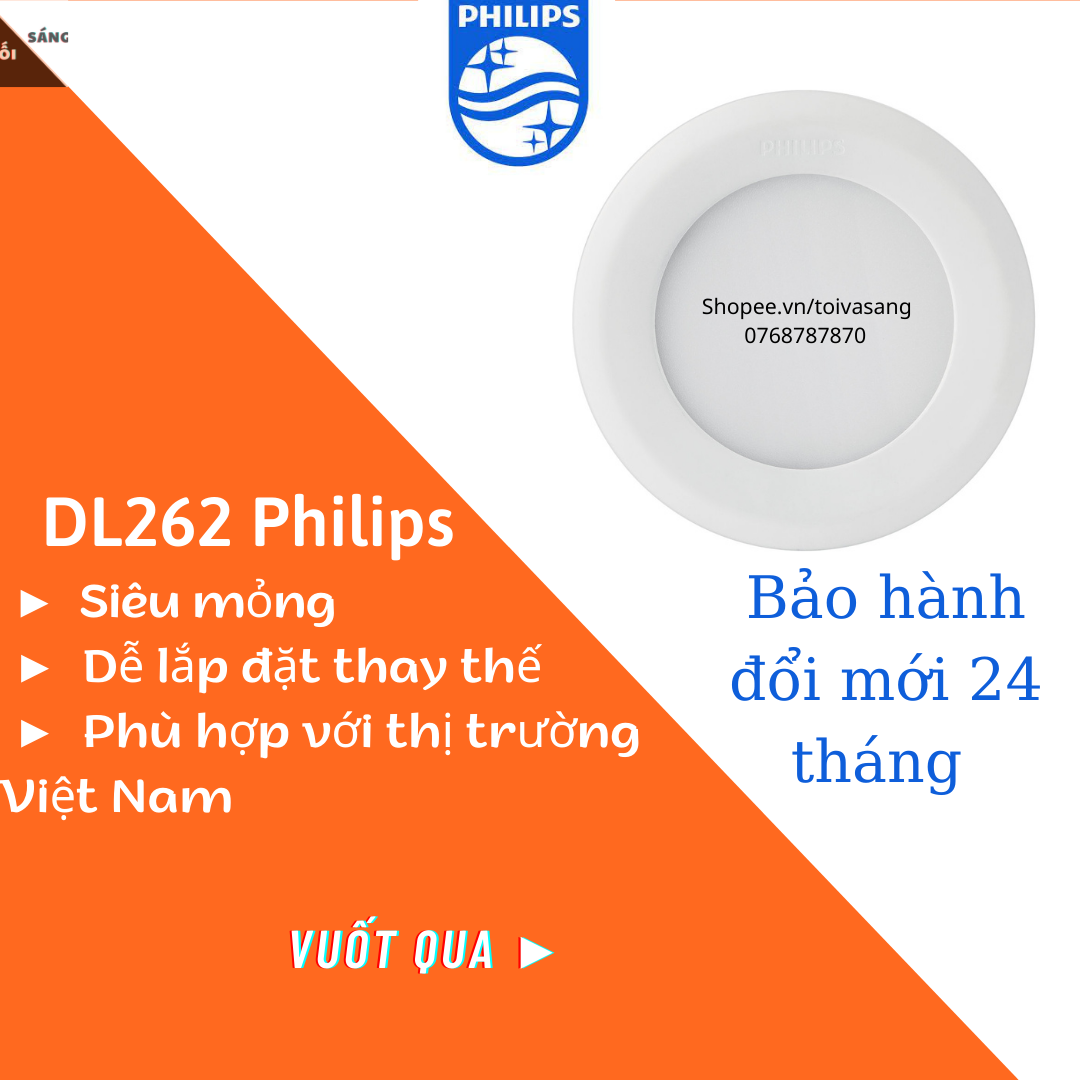 SÁNG
ỐI
PHILIPS
PHILIPS
Shopee.vn/toivasang
0768787870
DL262 Philips
► Siêu mỏng
► Dễ lắp đặt thay thế
► Phù hợp với thị trường
Việt Nam
Bảo hành
đổi mới 24
tháng
VUỐT QUA ►